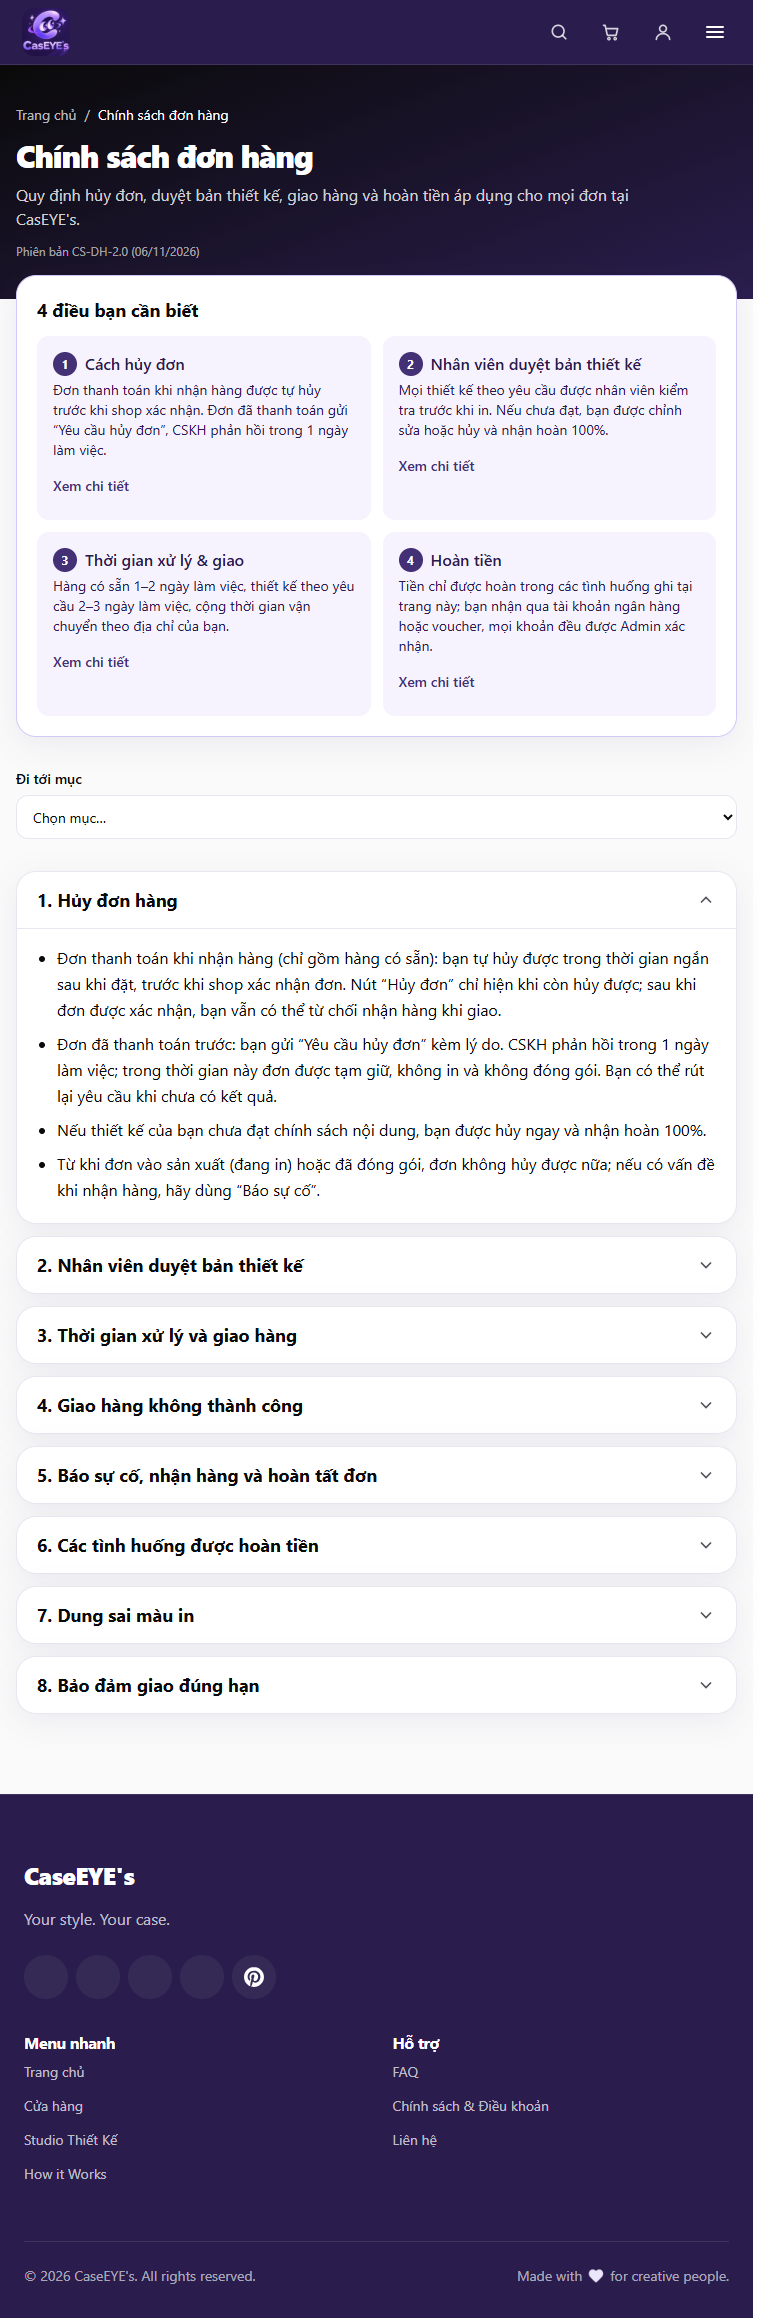 CasEYE's
Trang chủ / Chính sách đơn hàng
Chính sách đơn hàng
Quy định hủy đơn, duyệt bản thiết kế, giao hàng và hoàn tiền áp dụng cho mọi đơn tại
CasEYE's.
Phiên bản CS-DH-2.0 (06/11/2026)
4 điều bạn cần biết
1 Cách hủy đơn
Đơn thanh toán khi nhận hàng được tự hủy
trước khi shop xác nhận. Đơn đã thanh toán gửi
“Yêu cầu hủy đơn”, CSKH phản hồi trong 1 ngày
làm việc.
Xem chi tiết
2 Nhân viên duyệt bản thiết kế
Mọi thiết kế theo yêu cầu được nhân viên kiểm
tra trước khi in. Nếu chưa đạt, bạn được chỉnh
sửa hoặc hủy và nhận hoàn 100%.
Xem chi tiết
3 Thời gian xử lý & giao
Hàng có sẵn 1–2 ngày làm việc, thiết kế theo yêu
cầu 2–3 ngày làm việc, cộng thời gian vận
chuyển theo địa chỉ của bạn.
Xem chi tiết
4 Hoàn tiền
Tiền chỉ được hoàn trong các tình huống ghi tại
trang này; bạn nhận qua tài khoản ngân hàng
hoặc voucher, mọi khoản đều được Admin xác
nhận.
Xem chi tiết
Đi tới mục
Chọn mục...
1. Hủy đơn hàng
Đơn thanh toán khi nhận hàng (chỉ gồm hàng có sẵn): bạn tự hủy được trong thời gian ngắn
sau khi đặt, trước khi shop xác nhận đơn. Nút “Hủy đơn” chỉ hiện khi còn hủy được; sau khi
đơn được xác nhận, bạn vẫn có thể từ chối nhận hàng khi giao.
Đơn đã thanh toán trước: bạn gửi “Yêu cầu hủy đơn” kèm lý do. CSKH phản hồi trong 1 ngày
làm việc; trong thời gian này đơn được tạm giữ, không in và không đóng gói. Bạn có thể rút
lại yêu cầu khi chưa có kết quả.
Nếu thiết kế của bạn chưa đạt chính sách nội dung, bạn được hủy ngay và nhận hoàn 100%.
Từ khi đơn vào sản xuất (đang in) hoặc đã đóng gói, đơn không hủy được nữa; nếu có vấn đề
khi nhận hàng, hãy dùng “Báo sự cố”.
2. Nhân viên duyệt bản thiết kế
3. Thời gian xử lý và giao hàng
4. Giao hàng không thành công
5. Báo sự cố, nhận hàng và hoàn tất đơn
6. Các tình huống được hoàn tiền
7. Dung sai màu in
8. Bảo đảm giao đúng hạn
CaseEYE's
Your style. Your case.
Menu nhanh
Trang chủ
Cửa hàng
Studio Thiết Kế
How it Works
Hỗ trợ
FAQ
Chính sách & Điều khoản
Liên hệ
© 2026 CaseEYE's. All rights reserved.
Made with for creative people.